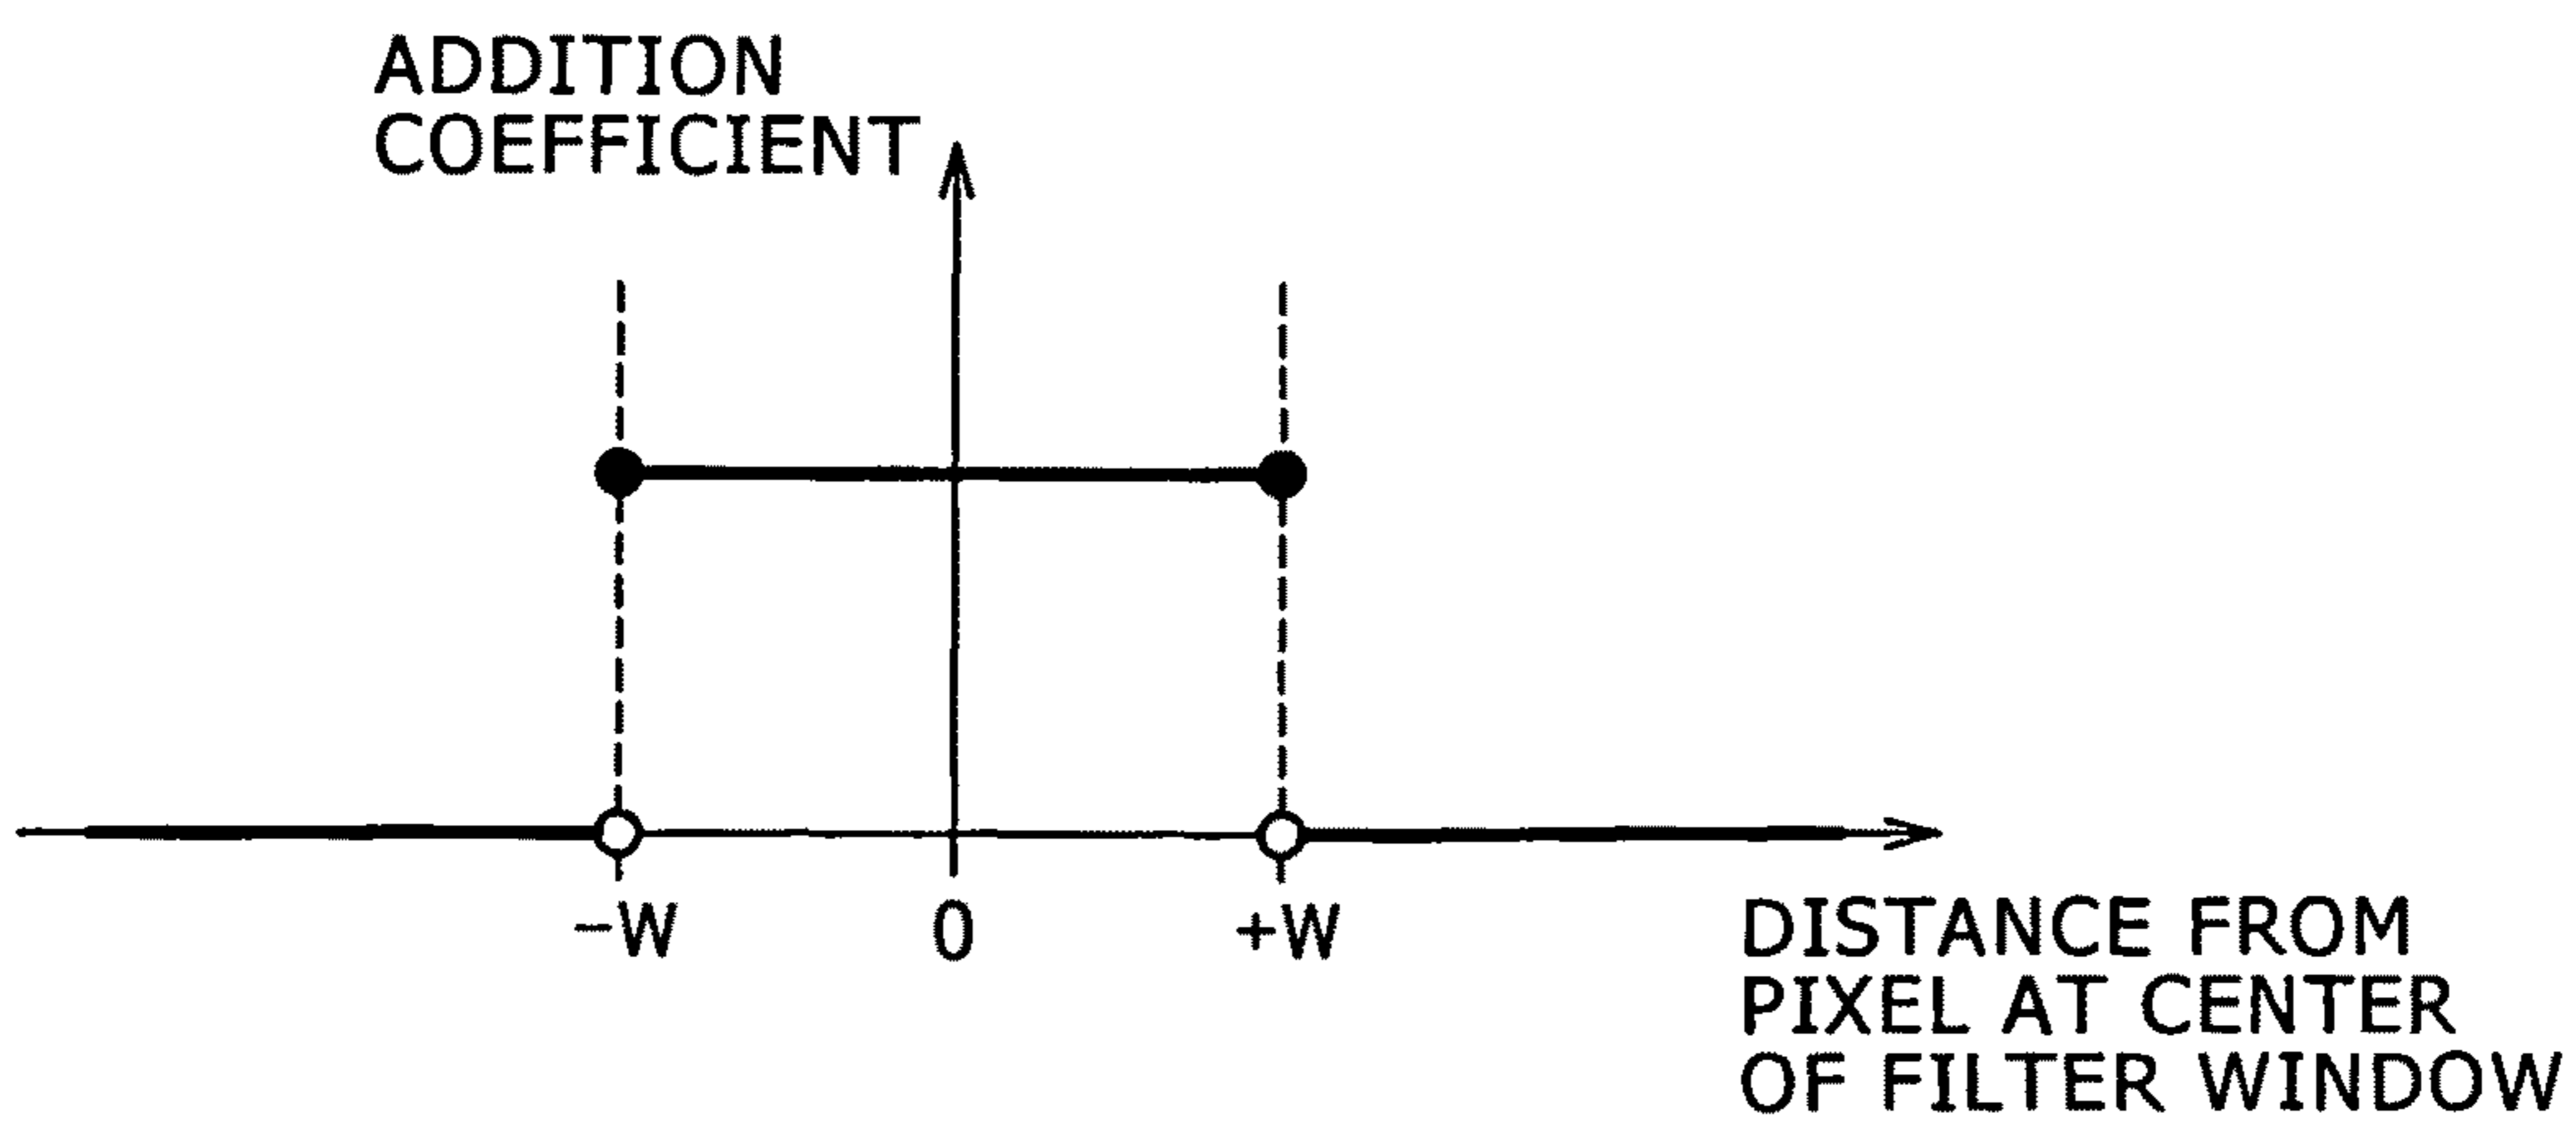 ADDITION
COEFFICIENT
-W
0
+W
DISTANCE FROM
PIXEL AT CENTER
OF FILTER WINDOW